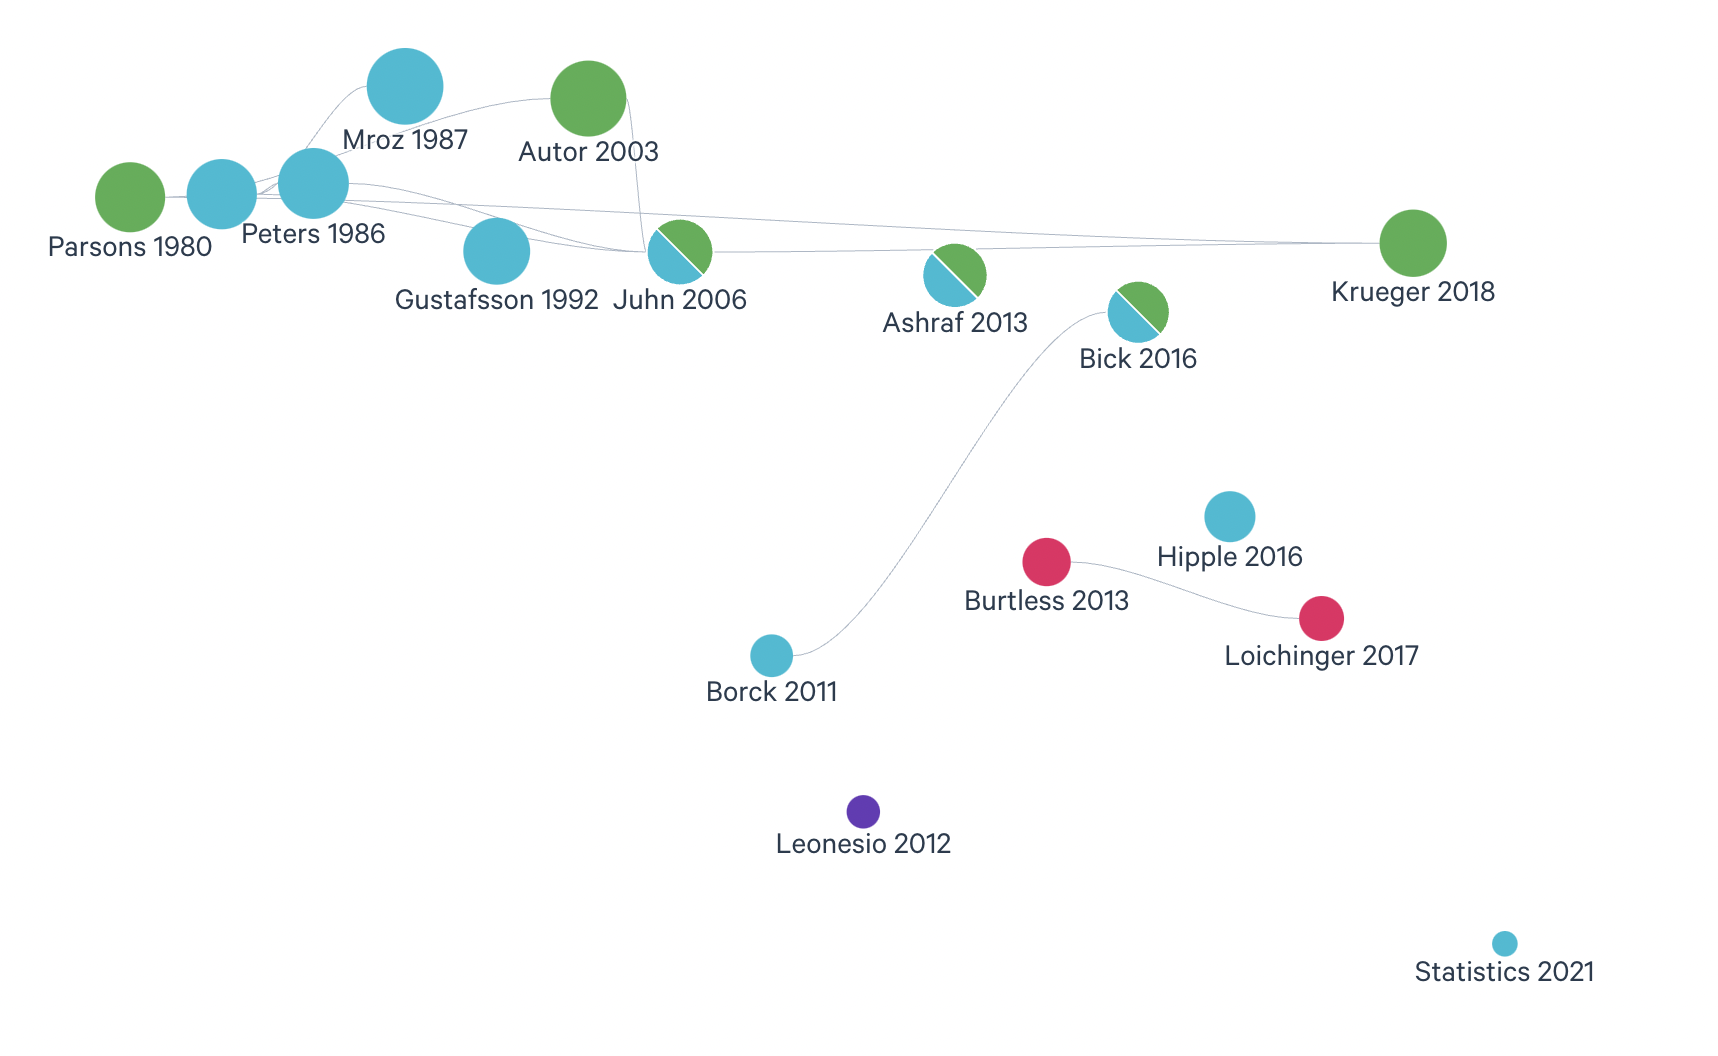 Mroz 1987
Autor 2003
Parsons 1980
Peters 1986
Gustafsson 1992
Juhn 2006
Ashraf 2013
Bick 2016
Krueger 2018
Hipple 2016
Burtless 2013
Loichinger 2017
Borck 2011
Leonesio 2012
Statistics 2021